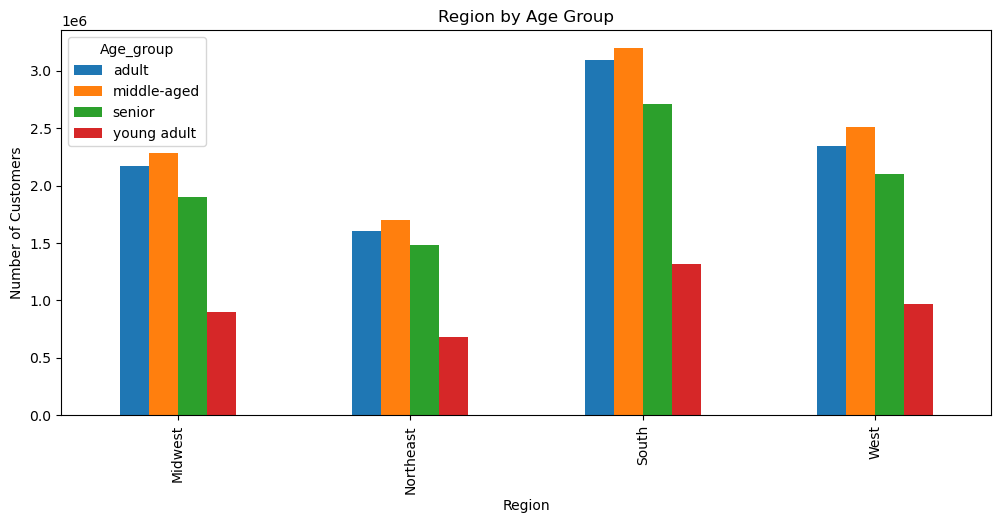 Region by Age Group
1e6
Age_group
adult
middle-aged
senior
young adult
Number of Customers
3.0
2.5
2.0
1.5
1.0
0.5
0.0
Midwest
Northeast
South
West
Region